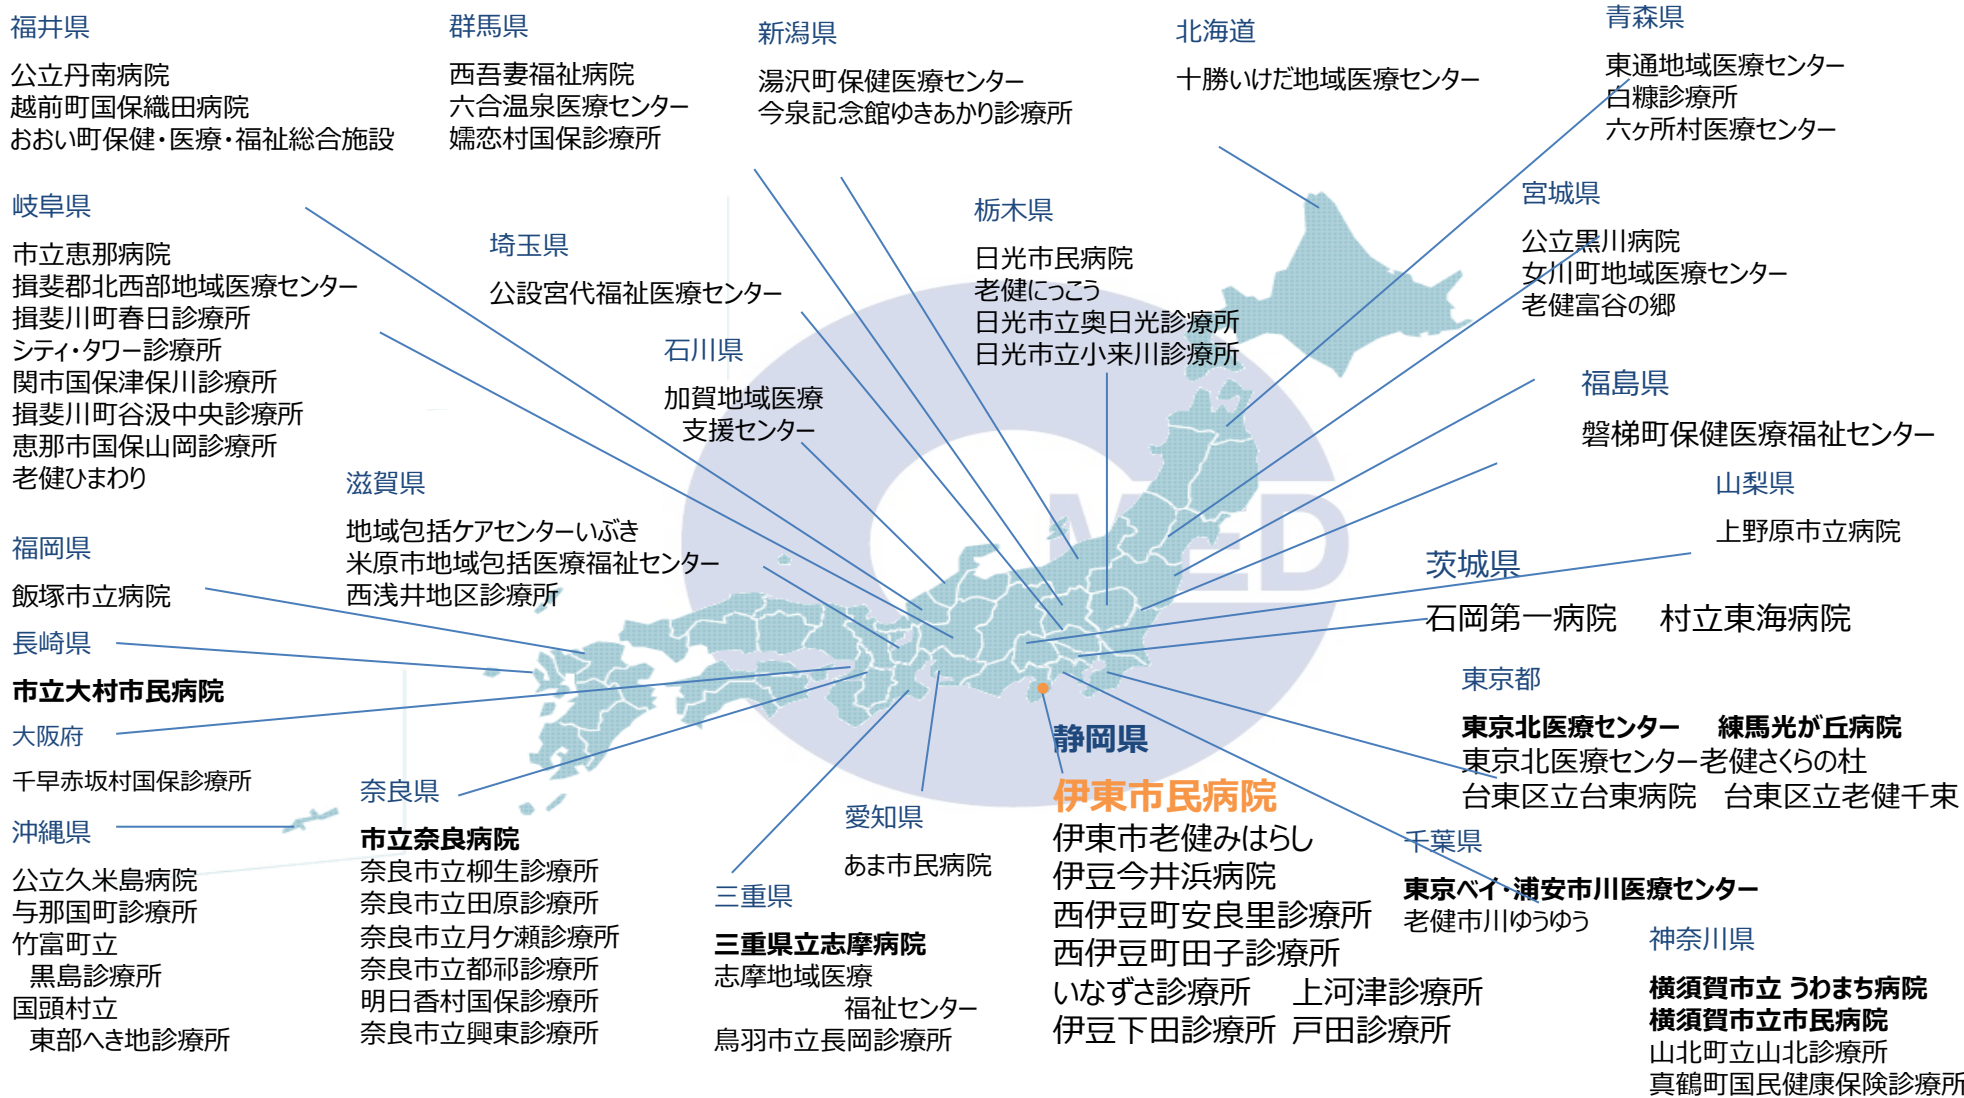 福井県
公立丹南病院
越前町国保織田病院
おおい町保健・医療・福祉総合施設
群馬県
西吾妻福祉病院
六合温泉医療センター
嬬恋村国保診療所
新潟県
湯沢町保健医療センター
今泉記念館ゆきあかり診療所
北海道
十勝いけだ地域医療センター
青森県
東通地域医療センター
白糠診療所
六ヶ所村医療センター
岐阜県
市立恵那病院
揖斐郡北西部地域医療センター
揖斐川町春日診療所
シティ・タワー診療所
関市国保津保川診療所
揖斐川町谷汲中央診療所
恵那市国保山岡診療所
老健ひまわり
埼玉県
公設宮代福祉医療センター
石川県
加賀地域医療
支援センター
栃木県
日光市民病院
老健にっこう
日光市立奥日光診療所
日光市立小来川診療所
宮城県
公立黒川病院
女川町地域医療センター
老健富谷の郷
福島県
磐梯町保健医療福祉センター
山梨県
上野原市立病院
滋賀県
地域包括ケアセンターいぶき
米原市地域包括医療福祉センター
西浅井地区診療所
MED
茨城県
石岡第一病院 村立東海病院
福岡県
飯塚市立病院
長崎県
市立大村市民病院
大阪府
千早赤坂村国保診療所
沖縄県
公立久米島病院
与那国町診療所
竹富町立
黒島診療所
国頭村立
東部へき地診療所
奈良県
市立奈良病院
奈良市立柳生診療所
奈良市立田原診療所
奈良市立月ケ瀬診療所
奈良市立都祁診療所
明日香村国保診療所
奈良市立興東診療所
三重県
三重県立志摩病院
志摩地域医療
福祉センター
鳥羽市立長岡診療所
愛知県
あま市民病院
静岡県
伊東市民病院
伊東市老健みはらし
伊豆今井浜病院
西伊豆町安良里診療所
西伊豆町田子診療所
いなずさ診療所 上河津診療所
伊豆下田診療所 戸田診療所
東京都
東京北医療センター 練馬光が丘病院
東京北医療センター老健さくらの杜
台東区立台東病院 台東区立老健千束
千葉県
東京ベイ・浦安市川医療センター
老健市川ゆうゆう
神奈川県
横須賀市立 うわまち病院
横須賀市立市民病院
山北町立山北診療所
真鶴町国民健康保険診療所